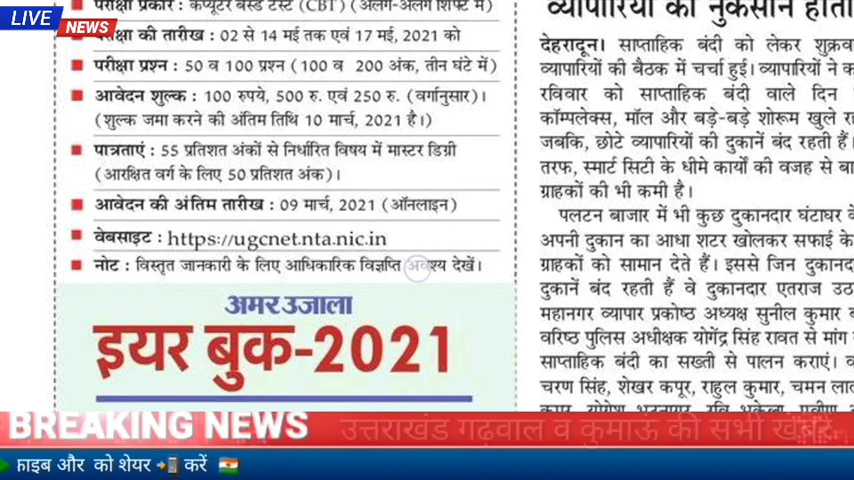 LIVE
NEWS
परीक्षा प्रकार : कंप्यूटर बेस्ड टेस्ट (CBT) (अलग-अलग शिफ्ट में)
परीक्षा की तारीख : 02 से 14 मई तक एवं 17 मई, 2021 को
परीक्षा प्रश्न : 50 व 100 प्रश्न (100 व 200 अंक, तीन घंटे में)
आवेदन शुल्क : 100 रुपये, 500 रु. एवं 250 रु. (वर्गानुसार)।
(शुल्क जमा करने की अंतिम तिथि 10 मार्च, 2021 है।)
पात्रताएं : 55 प्रतिशत अंकों से निर्धारित विषय में मास्टर डिग्री
(आरक्षित वर्ग के लिए 50 प्रतिशत अंक)।
आवेदन की अंतिम तारीख : 09 मार्च, 2021 (ऑनलाइन)
वेबसाइट : https://ugcnet.nta.nic.in
नोट : विस्तृत जानकारी के लिए आधिकारिक विज्ञप्ति अवश्य देखें।
अमर उजाला
इयर बुक-2021
व्यापारियों को नुकसान होता
देहरादून। साप्ताहिक बंदी को लेकर शुक्रवा
व्यापारियों की बैठक में चर्चा हुई। व्यापारियों ने
रविवार को साप्ताहिक बंदी वाले दिन
कॉम्पलेक्स, मॉल और बड़े-बड़े शोरूम खुले
जबकि, छोटे व्यापारियों की दुकानें बंद रहती हैं।
तरफ, स्मार्ट सिटी के धीमे कार्यों की वजह से
ग्राहकों की भी कमी है।
पलटन बाजार में भी कुछ दुकानदार घंटाघर
अपनी दुकान का आधा शटर खोलकर सफाई के
ग्राहकों को सामान देते हैं। इससे जिन
दुकानें बंद रहती हैं वे दुकानदार एतराज
महानगर व्यापार प्रकोष्ठ अध्यक्ष सुनील कुमार
वरिष्ठ पुलिस अधीक्षक योगेंद्र सिंह रावत से मांग
साप्ताहिक बंदी का सख्ती से पालन कराएं।
चरण सिंह, शेखर कपूर, राहुल कुमार, चमन
BREAKING NEWS
उत्तराखंड गढ़वाल व कुमाऊं की सभी खबरें
और को शेयर 📲 करें 🇮🇳